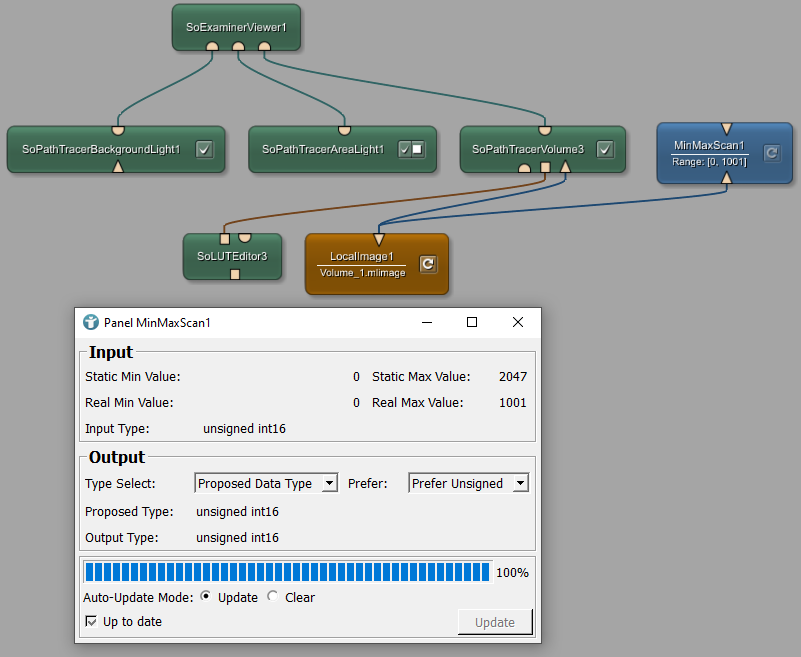 SoExaminerViewer1
SoPathTracerBackgroundLight1
SoPathTracerAreaLight1
SoPathTracerVolume3
MinMaxScan1
Range: [0, 1001]
SoLUTEditor3
LocalImage1
Volume_1.mlimage
Panel MinMaxScan1
Input
Static Min Value: 0 Static Max Value: 2047
Real Min Value: 0 Real Max Value: 1001
Input Type: unsigned int16
Output
Type Select: Proposed Data Type Prefer: Prefer Unsigned
Proposed Type: unsigned int16
Output Type: unsigned int16
100%
Auto-Update Mode: Update Clear
Up to date
Update